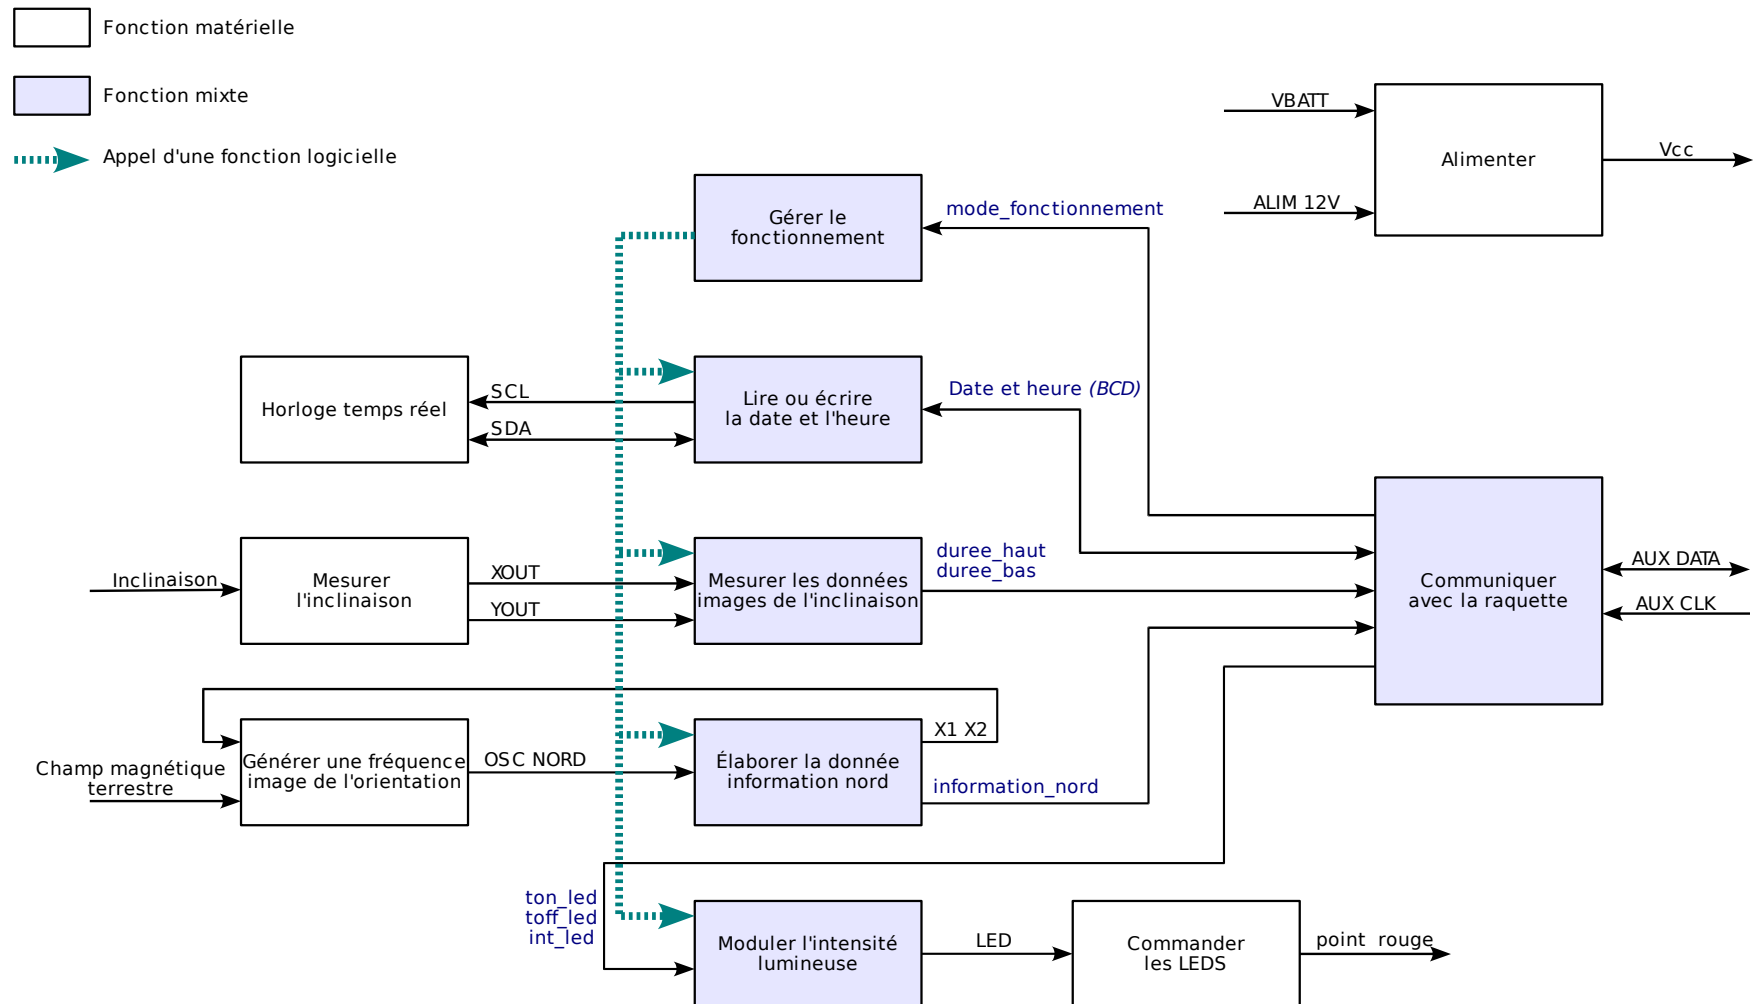 Fonction matérielle
Fonction mixte
Appel d'une fonction logicielle
VBATT
ALIM 12V
Alimenter
Vcc
Gérer le
fonctionnement
mode_fonctionnement
Horloge temps réel
SCL
SDA
Lire ou écrire
la date et l'heure
Date et heure (BCD)
Inclinaison
Mesurer
l'inclinaison
XOUT
YOUT
Mesurer les données
images de l'inclinaison
duree_haut
duree_bas
Communiquer
avec la raquette
AUX DATA
AUX CLK
Champ magnétique
terrestre
Générer une fréquence
image de l'orientation
OSC NORD
Élaborer la donnée
information nord
X1 X2
information_nord
ton_led
toff_led
int_led
Moduler l'intensité
lumineuse
LED
Commander
les LEDS
point_rouge